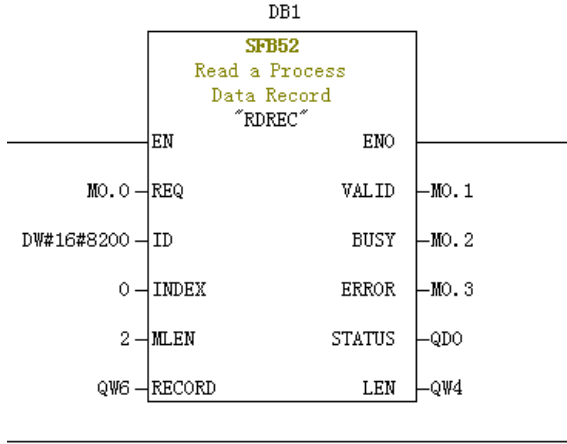 DB1
SFB52
Read a Process
Data Record
"RDREC"
EN ENO
M0.0 REQ VALID M0.1
DW#16#8200 ID BUSY M0.2
0 INDEX ERROR M0.3
2 MLEN STATUS QD0
QW6 RECORD LEN QW4